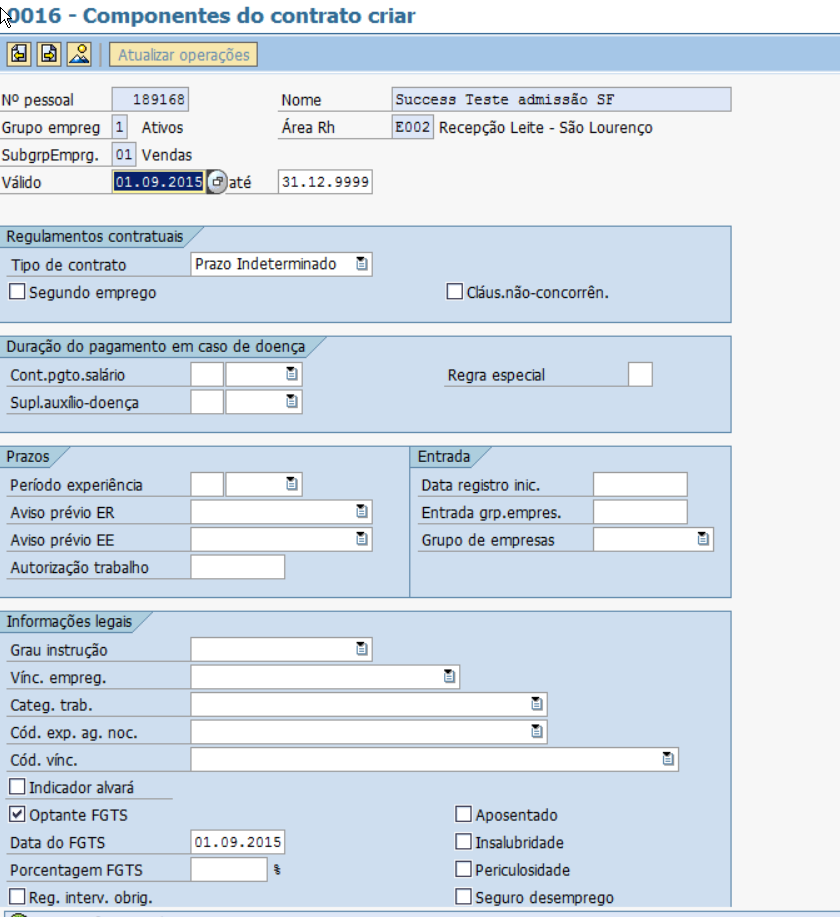 0016 - Componentes do contrato criar
Atualizar operações
Nº pessoal 189168 Nome Success Teste admissão SF
Grupo empreg 1 Ativos Área Rh E002 Recepção Leite - São Lourenço
SubgrpEmprg. 01 Vendas
Válido 01.09.2015 até 31.12.9999
Regulamentos contratuais
Tipo de contrato Prazo Indeterminado
Segundo emprego Cláus.não-concorrên.
Duração do pagamento em caso de doença
Cont.pgto.salário Regra especial
Supl.auxílio-doença
Prazos Entrada
Período experiência Data registro inic.
Aviso prévio ER Entrada grp.empres.
Aviso prévio EE Grupo de empresas
Autorização trabalho
Informações legais
Grau instrução
Vínc. empreg.
Categ. trab.
Cód. exp. ag. noc.
Cód. vínc.
Indicador alvará
Optante FGTS Aposentado
Data do FGTS 01.09.2015 Insalubridade
Porcentagem FGTS % Periculosidade
Reg. interv. obrig. Seguro desemprego